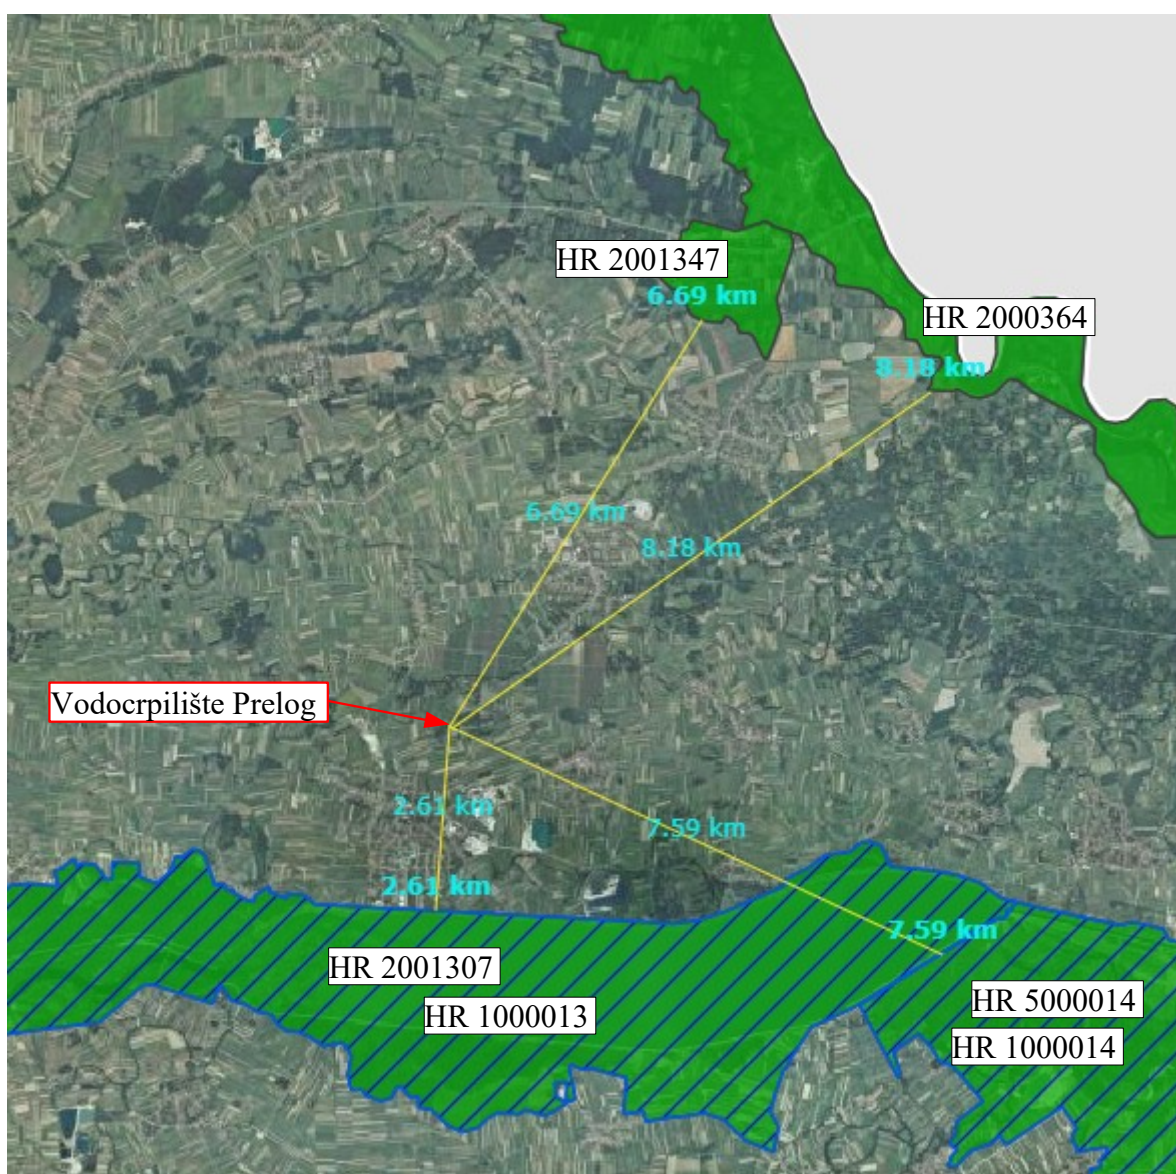 HR 2001347
6.69 km
HR 2000364
8.18 km
6.69 km
8.18 km
Vodocrpilište Prelog
2.61 km
7.59 km
2.61 km
7.59 km
HR 2001307
HR 5000014
HR 1000013
HR 1000014